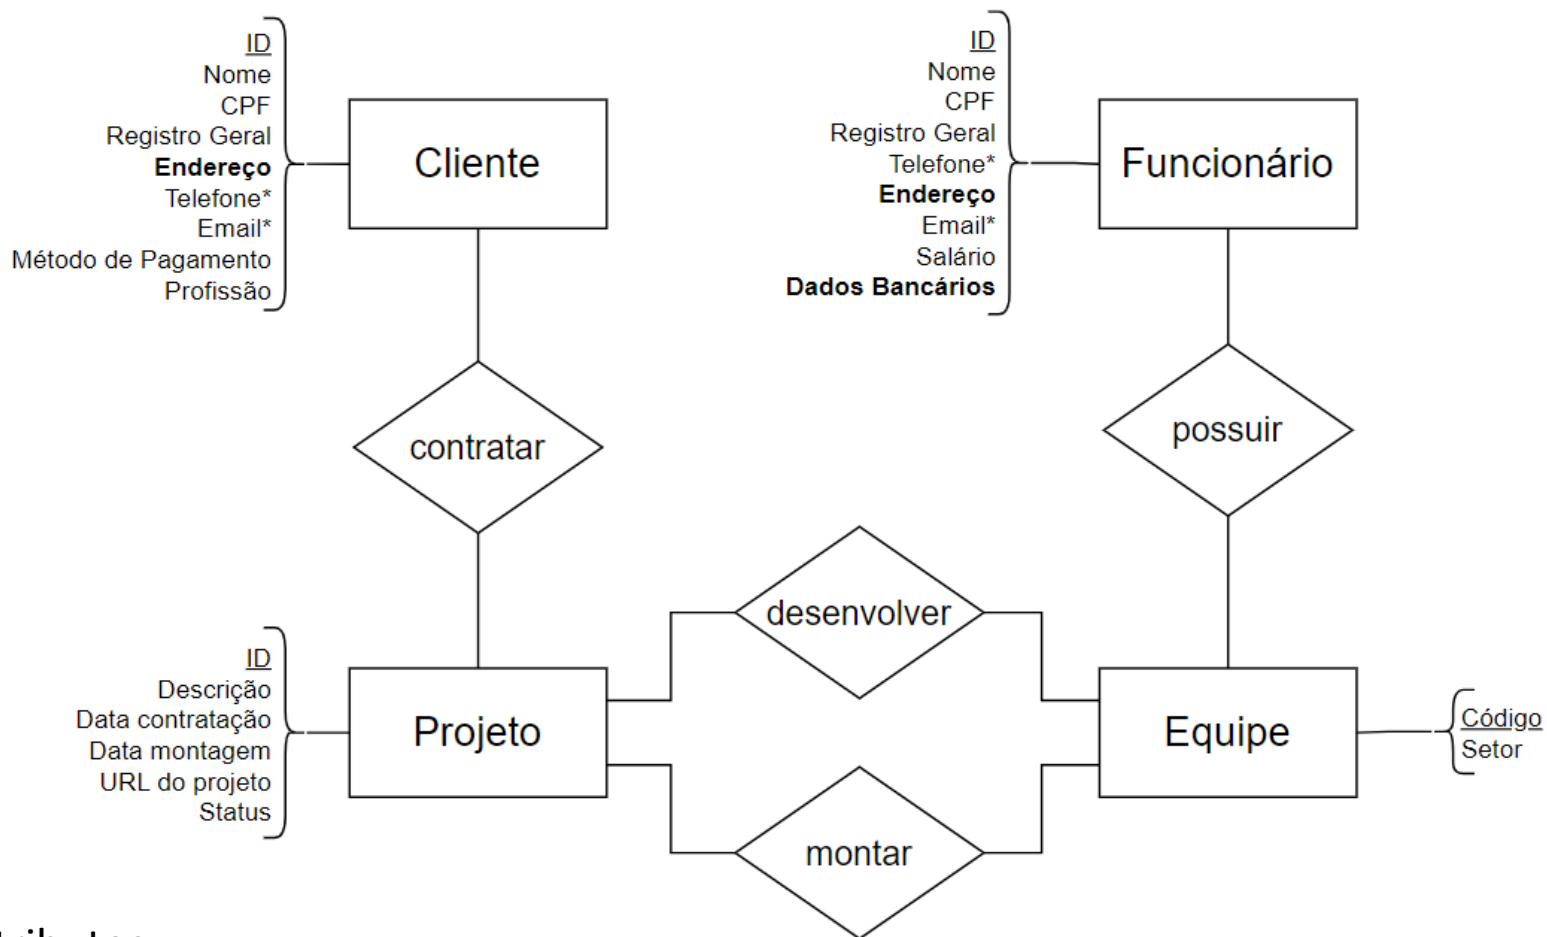 ID
Nome
CPF
Registro Geral
Endereço
Telefone*
Email*
Método de Pagamento
Profissão
Cliente
ID
Nome
CPF
Registro Geral
Telefone*
Endereço
Email*
Salário
Dados Bancários
Funcionário
contratar
possuir
desenvolver
ID
Descrição
Data contratação
Data montagem
URL do projeto
Status
Projeto
Equipe
Código
Setor
montar